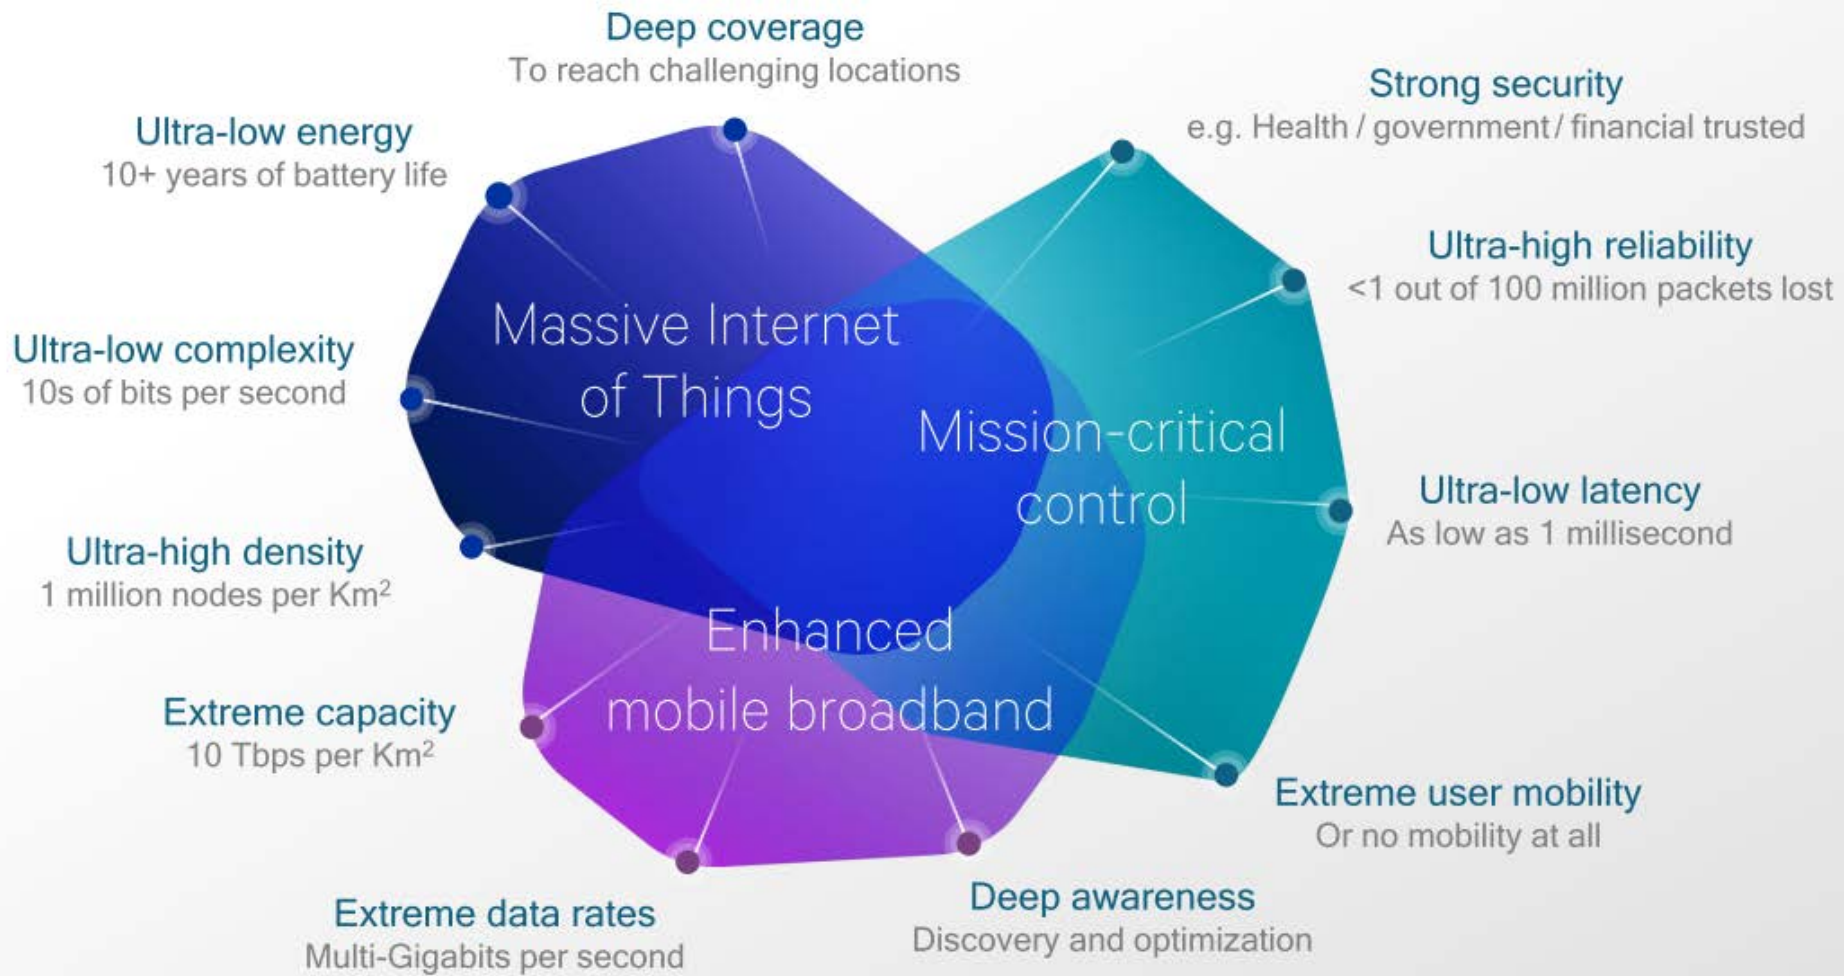 Deep coverage
To reach challenging locations
Strong security
e.g. Health / government / financial trusted
Ultra-low energy
10+ years of battery life
Ultra-high reliability
<1 out of 100 million packets lost
Massive Internet
of Things
Ultra-low complexity
10s of bits per second
Mission-critical
control
Ultra-low latency
As low as 1 millisecond
Ultra-high density
1 million nodes per Km²
Enhanced
mobile broadband
Extreme capacity
10 Tbps per Km²
Extreme user mobility
Or no mobility at all
Extreme data rates
Multi-Gigabits per second
Deep awareness
Discovery and optimization